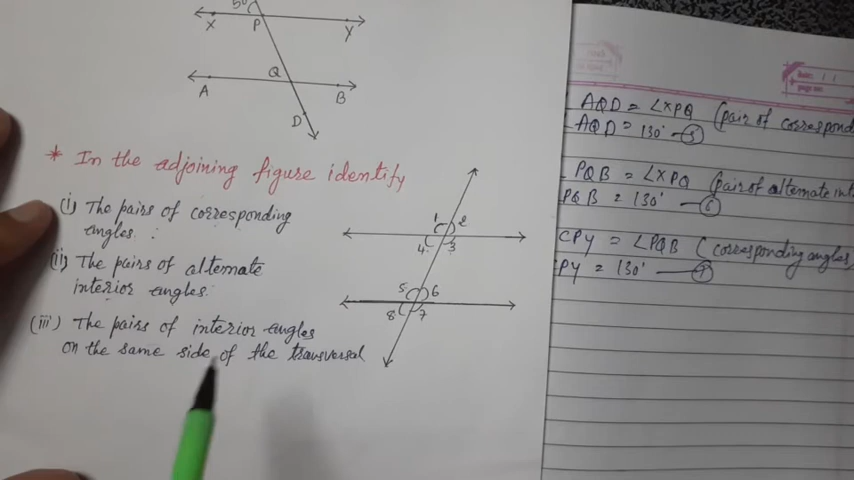 50
X
P
Y
Q
A
B
D
* In the adjoining figure identify
(i) The pairs of corresponding
angles :
(ii) The pairs of alternate
interior angles:
(iii) The pairs of interior angles
on the same side of the transversal
1 2
4 3
5 6
8 7
AQD = ∠XPQ (pair of correspond
∠AQD = 130° —⑤
PQB = ∠XPQ (pair of alternate int
PQB = 130° —⑥
CPY = ∠PQB (corresponding angles
PY = 130° —⑦